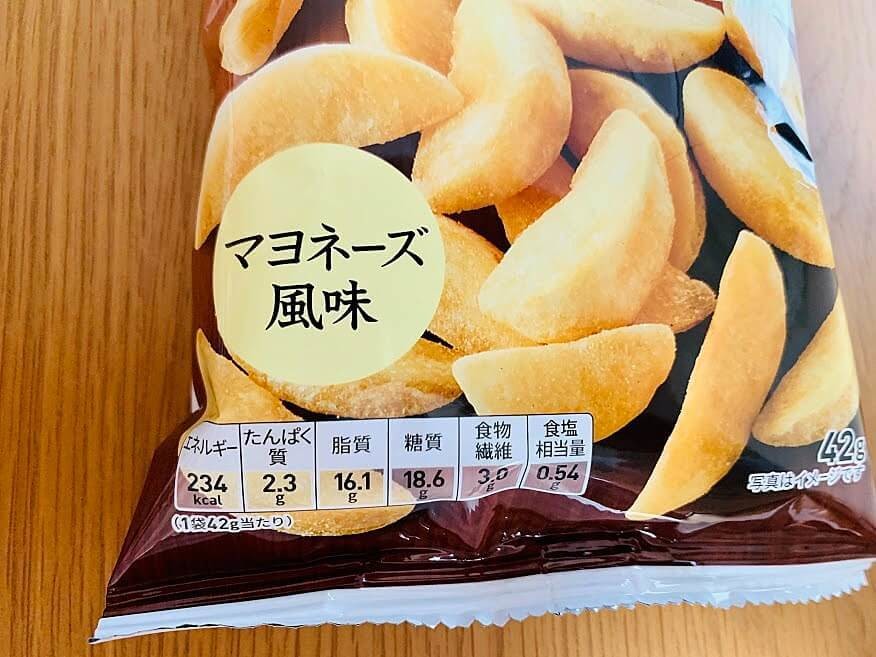 マヨネーズ
風味
エネルギー
234
kcal
たんぱく
質
2.3
g
脂質
16.1
g
糖質
18.6
g
食物
繊維
3.0
g
食塩
相当量
0.54
g
(1袋42g当たり)
42g
写真はイメージです